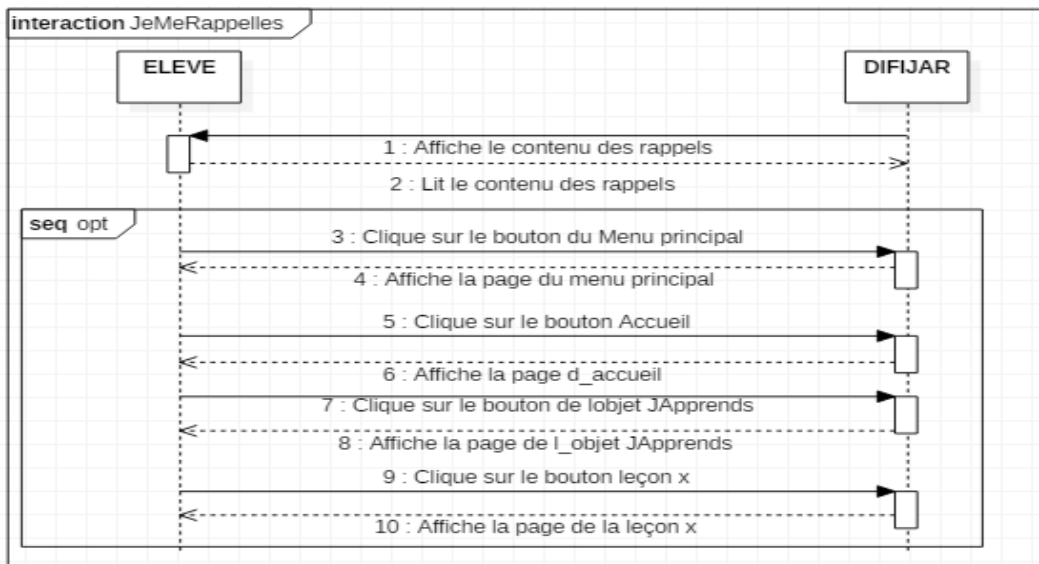 interaction JeMeRappelles
ELEVE
DIFIJAR
1 : Affiche le contenu des rappels
2 : Lit le contenu des rappels
seq opt
3 : Clique sur le bouton du Menu principal
4 : Affiche la page du menu principal
5 : Clique sur le bouton Accueil
6 : Affiche la page d_accueil
7 : Clique sur le bouton de lobjet JApprends
8 : Affiche la page de l_objet JApprends
9 : Clique sur le bouton leçon x
10 : Affiche la page de la leçon x